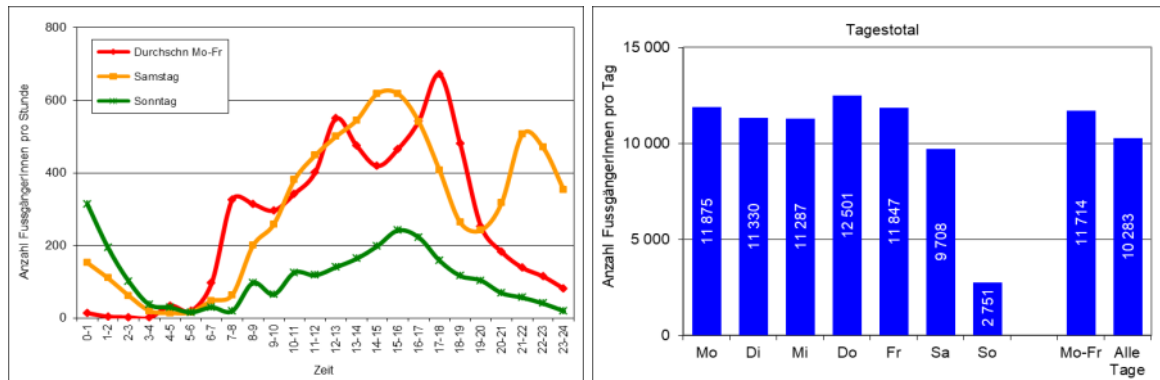 Anzahl FussgängerInnen pro Stunde
800
600
400
200
0
Durchschn Mo-Fr
Samstag
Sonntag
0-1
1-2
2-3
3-4
4-5
5-6
6-7
7-8
8-9
9-10
10-11
11-12
12-13
13-14
14-15
15-16
16-17
17-18
18-19
19-20
20-21
21-22
22-23
23-24
Zeit
Tagestotal
Anzahl FussgängerInnen pro Tag
15 000
10 000
5 000
0
11 875
11 330
11 287
12 501
11 847
9 708
2 751
11 714
10 283
Mo
Di
Mi
Do
Fr
Sa
So
Mo-Fr
Alle
Tage